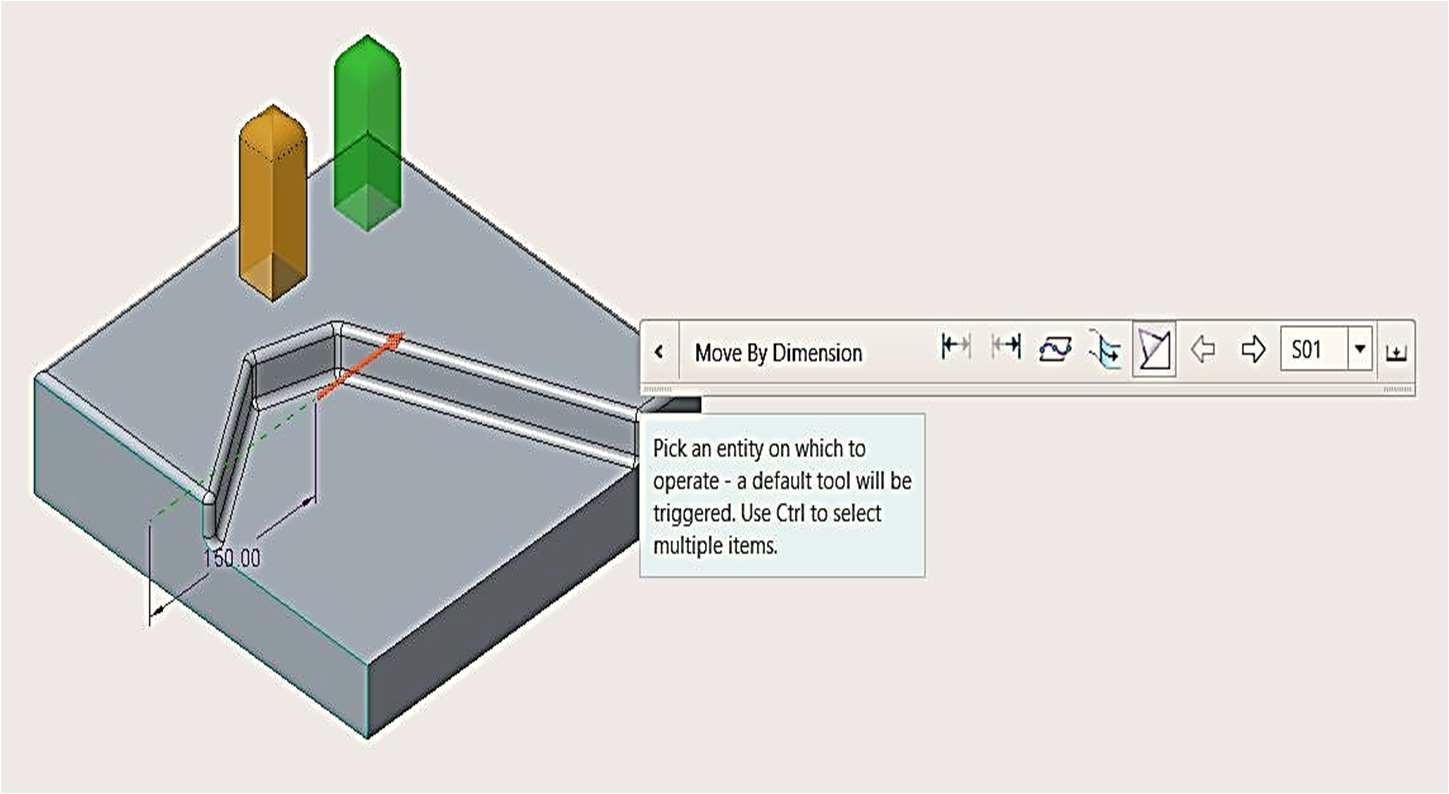 Move By Dimension
S01
Pick an entity on which to
operate - a default tool will be
triggered. Use Ctrl to select
multiple items.
150.00